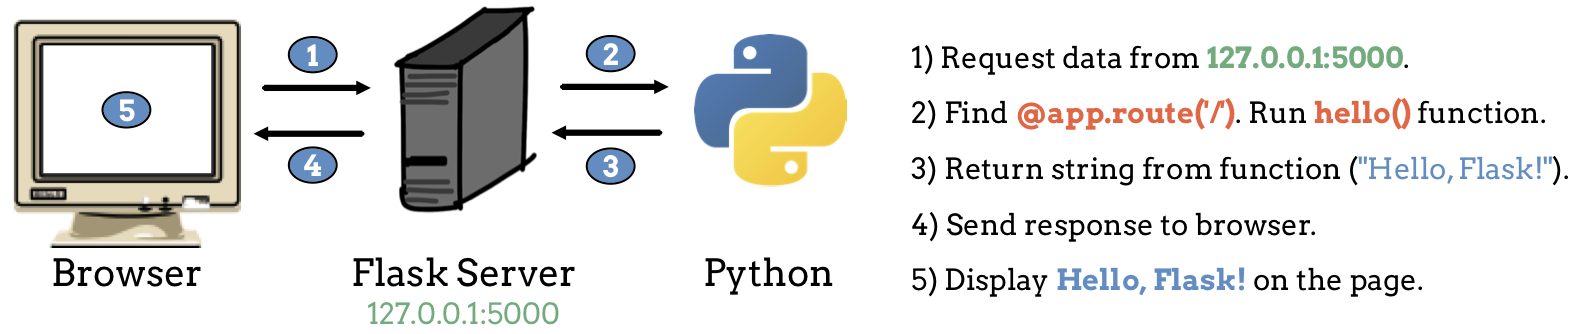 1
2
5
4
3
Browser
Flask Server
127.0.0.1:5000
Python
1) Request data from 127.0.0.1:5000.
2) Find @app.route('/'). Run hello() function.
3) Return string from function ("Hello, Flask!").
4) Send response to browser.
5) Display Hello, Flask! on the page.